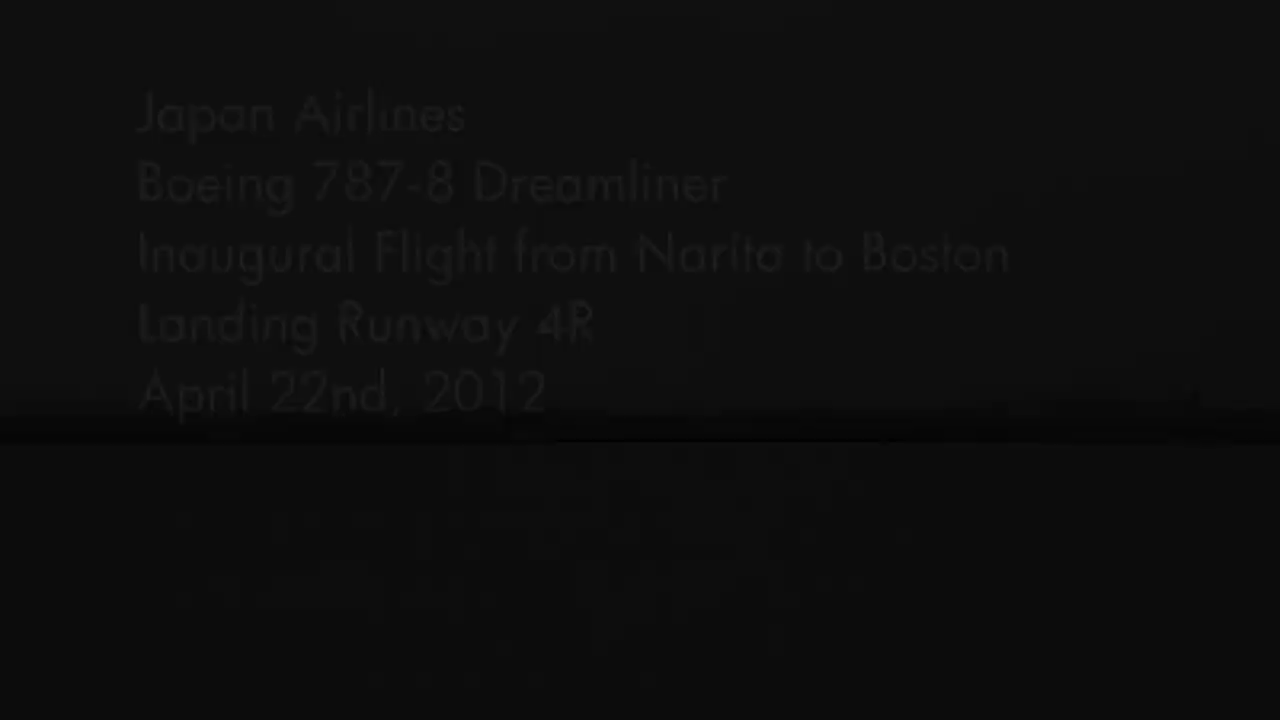 Japan Airlines
Boeing 787-8 Dreamliner
Inaugural Flight from Narita to Boston
Landing Runway 4R
April 22nd, 2012